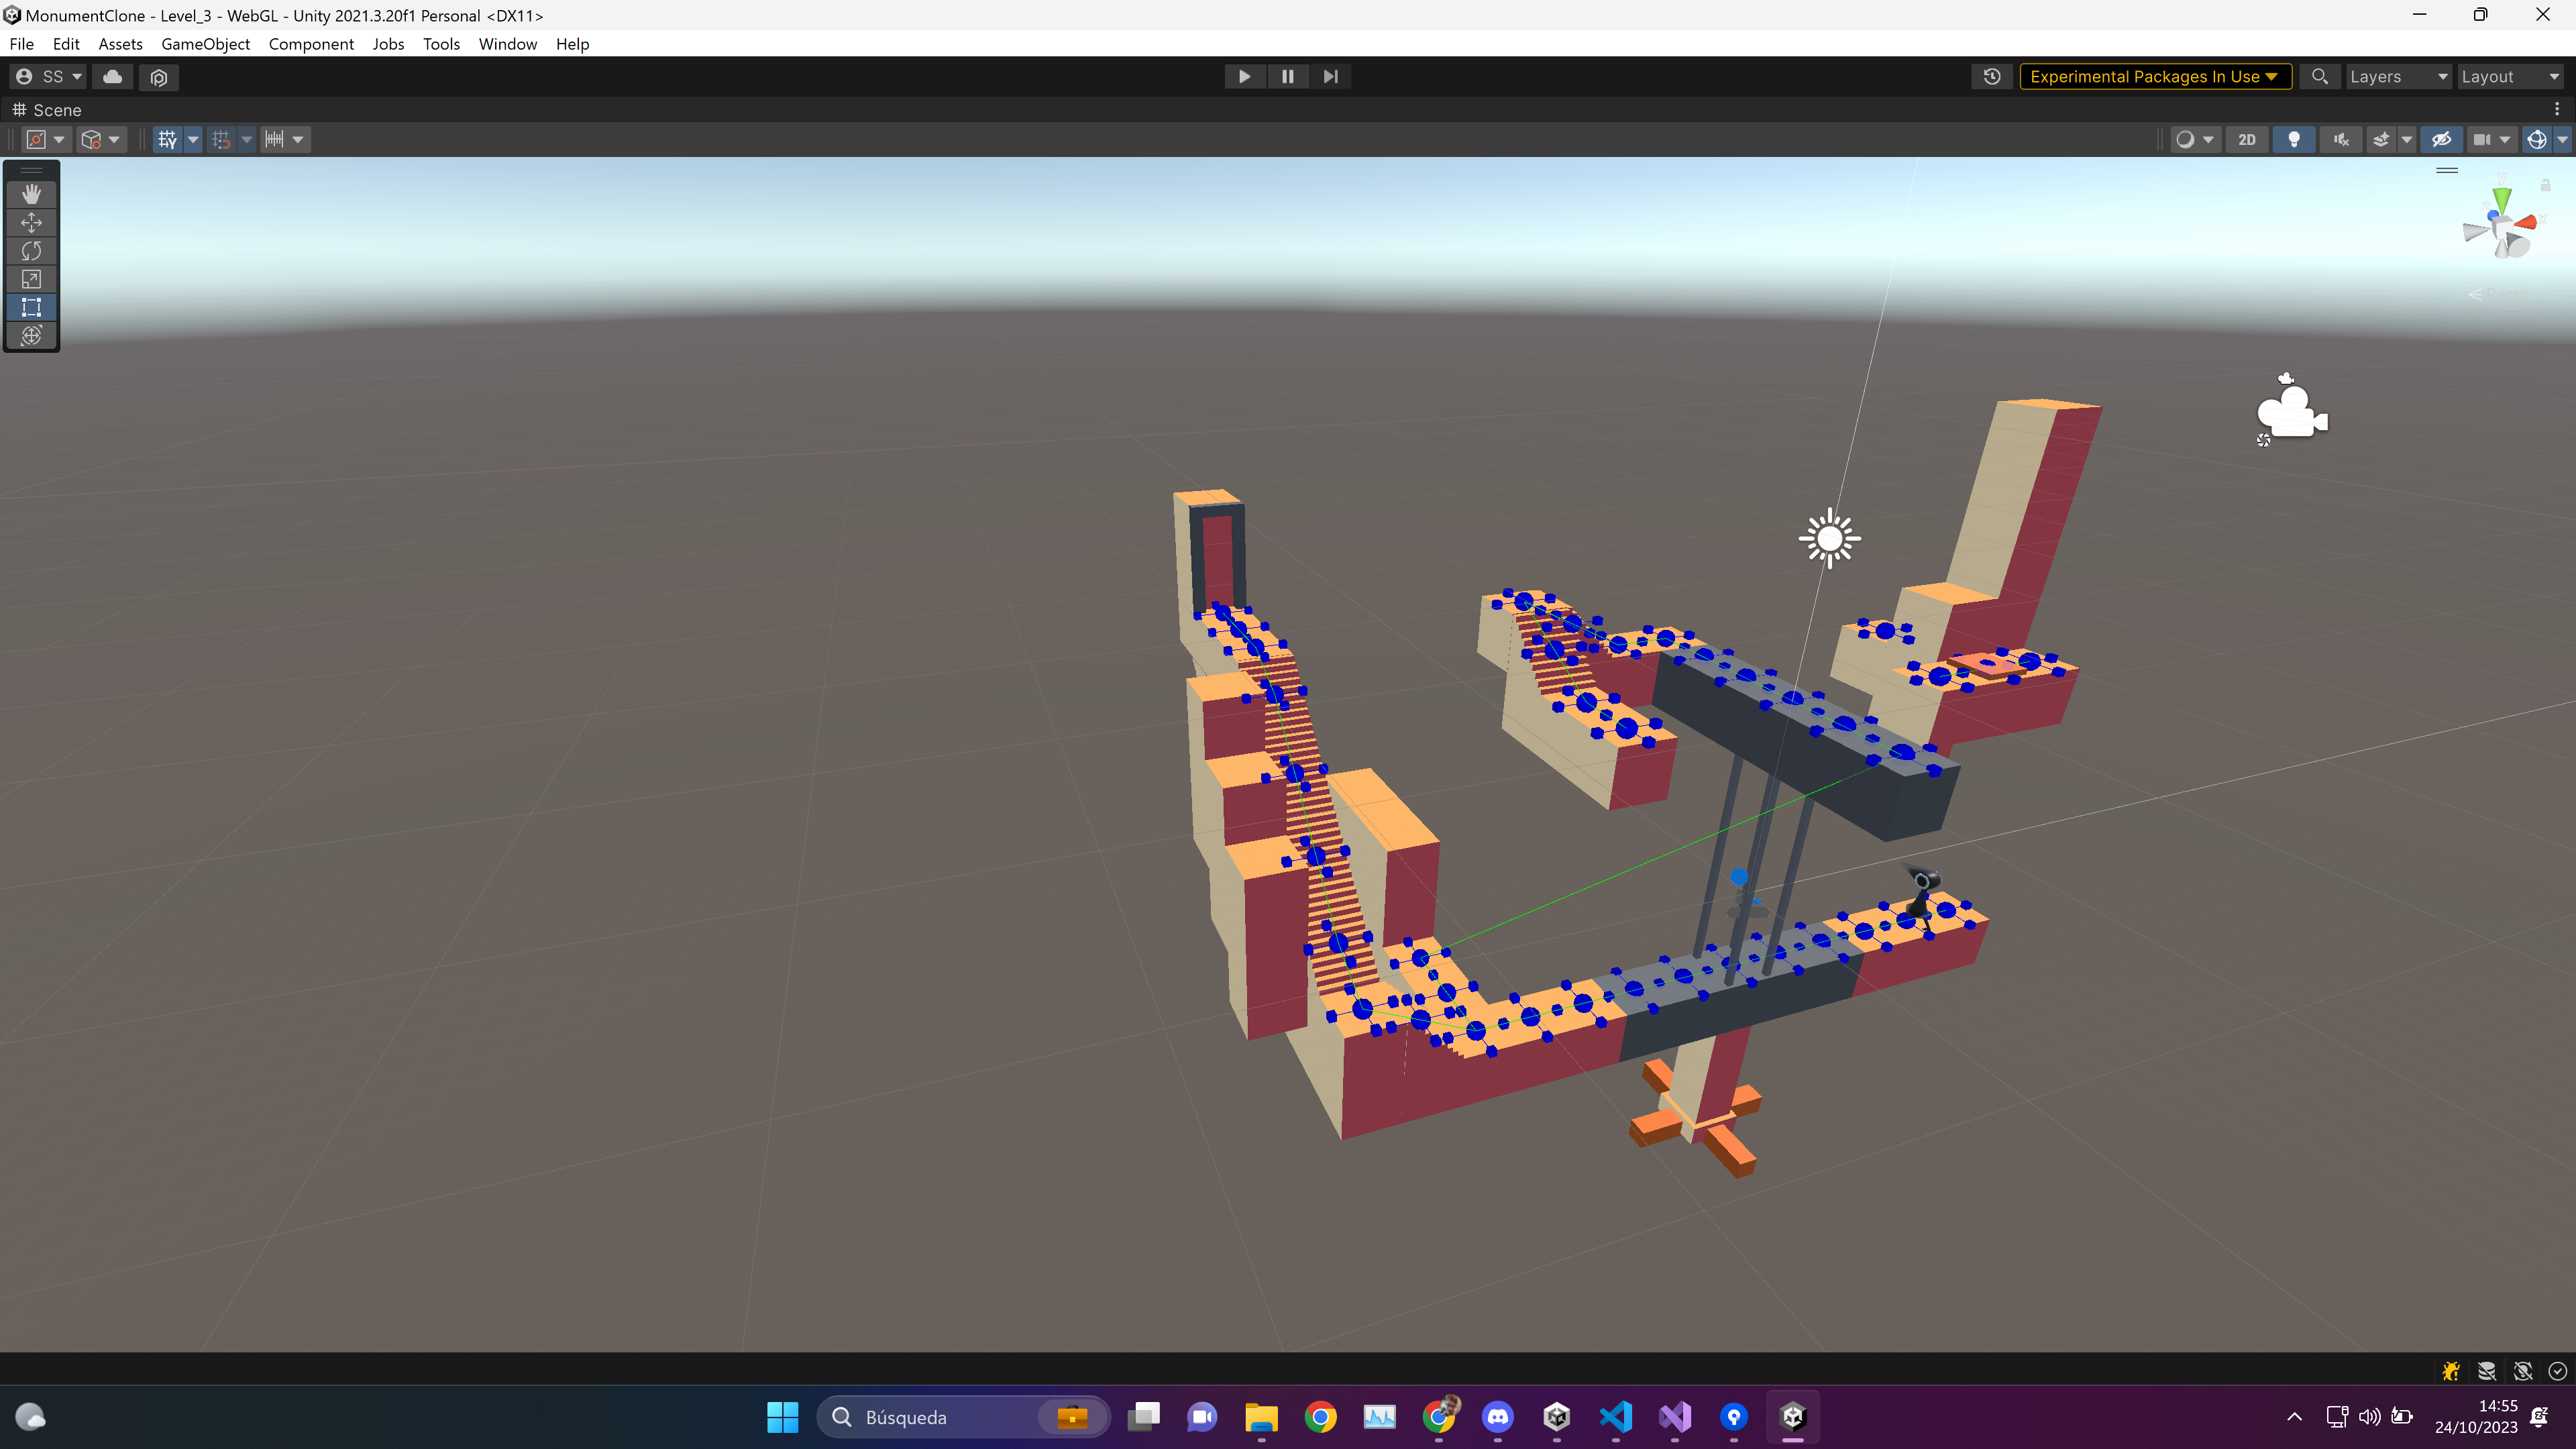 MonumentClone - Level_3 - WebGL - Unity 2021.3.20f1 Personal <DX11>
File Edit Assets GameObject Component Jobs Tools Window Help
SS Experimental Packages In Use Layers Layout
Scene
2D
y
x
Búsqueda
14:55
24/10/2023